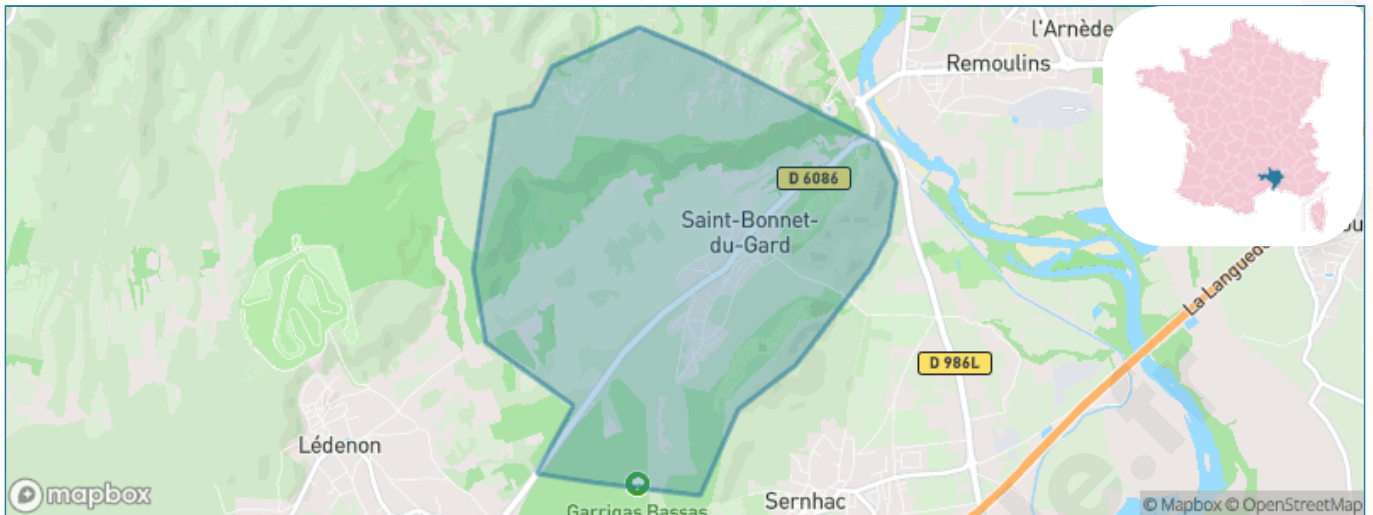 l'Arnède
Remoulins
D 6086
Saint-Bonnet-
du-Gard
La Languedo
D 986L
Lédenon
Sernhac
Garrigas Bassas
mapbox
© Mapbox © OpenStreetMap